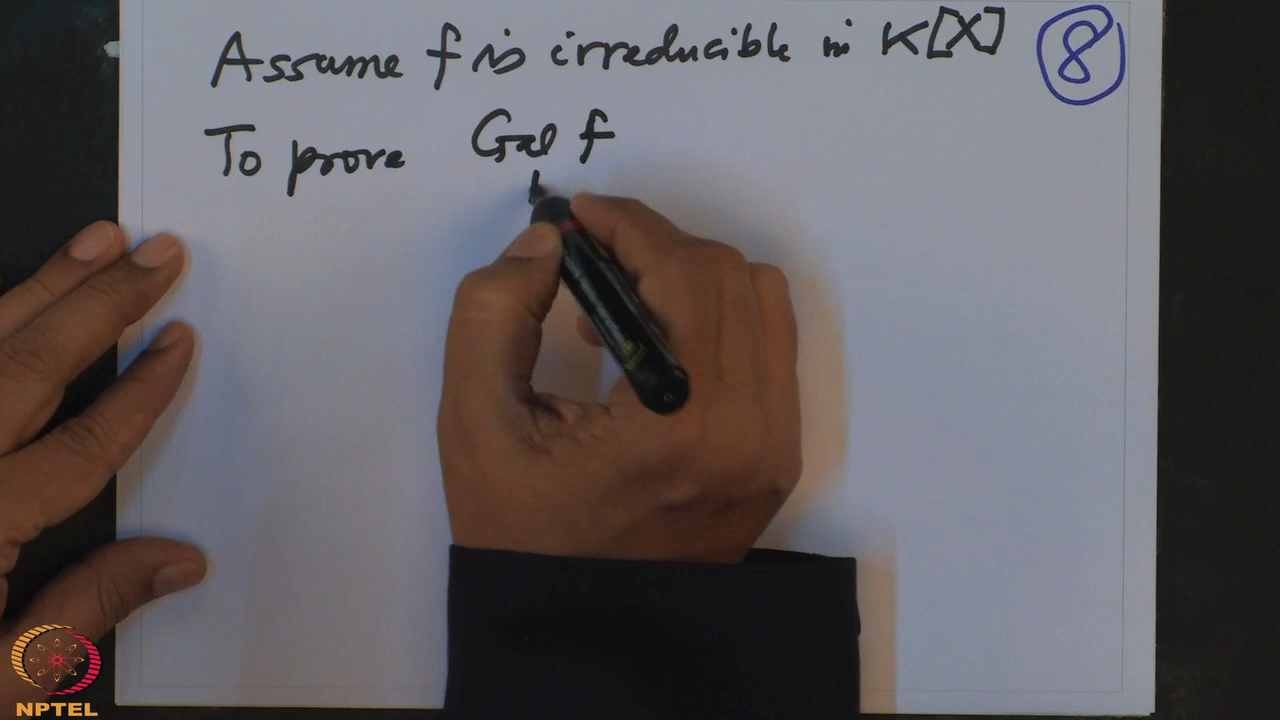 Assume f is irreducible in K[X] 8
To prove Gal f
NPTEL